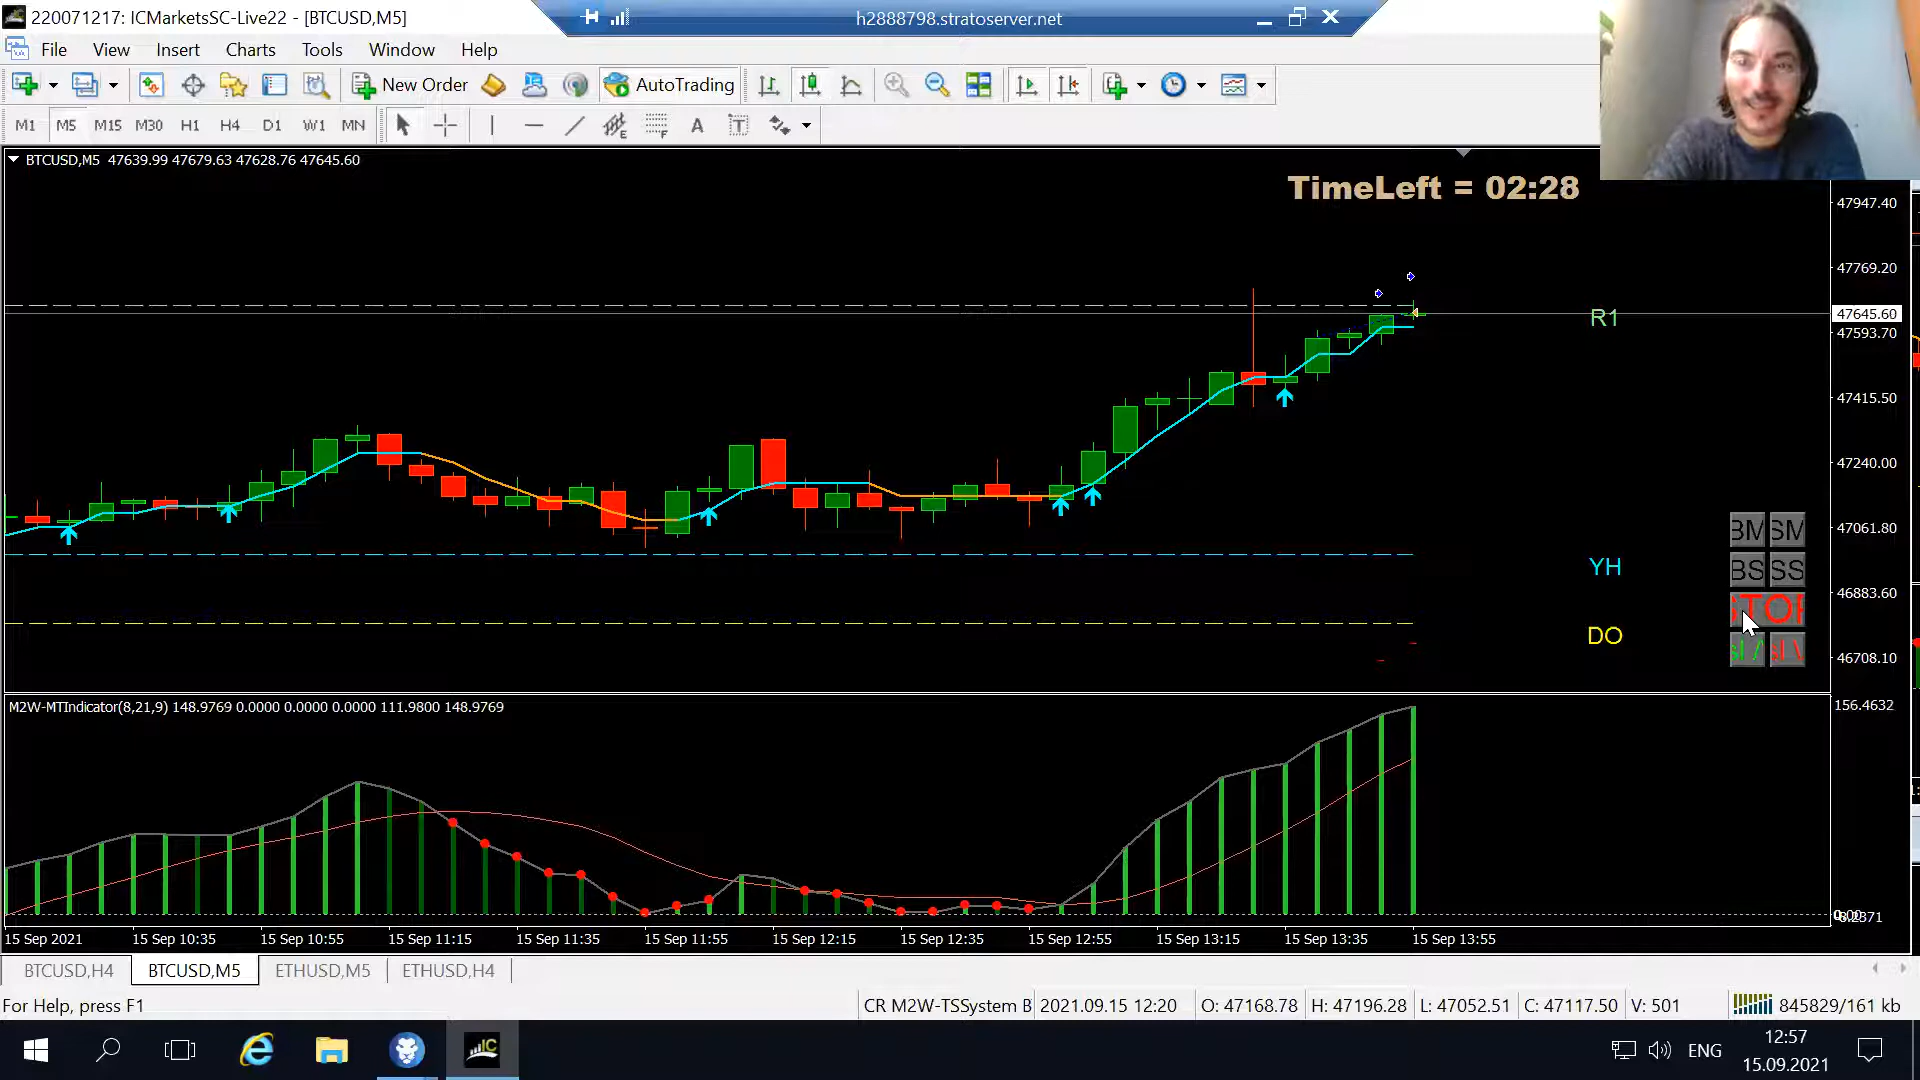 220071217: ICMarketsSC-Live22 - [BTCUSD,M5]
h2888798.stratoserver.net
File View Insert Charts Tools Window Help
New Order AutoTrading
M1 M5 M15 M30 H1 H4 D1 W1 MN
BTCUSD,M5 47639.99 47679.63 47628.76 47645.60
TimeLeft = 02:28
47947.40
47769.20
47645.60
R1
47593.70
47415.50
47240.00
47061.80
BM SM
YH
BS SS
46883.60
STOP
DO
46708.10
M2W-MTIndicator(8,21,9) 148.9769 0.0000 0.0000 0.0000 111.9800 148.9769
156.4632
15 Sep 2021 15 Sep 10:35 15 Sep 10:55 15 Sep 11:15 15 Sep 11:35 15 Sep 11:55 15 Sep 12:15 15 Sep 12:35 15 Sep 12:55 15 Sep 13:15 15 Sep 13:35 15 Sep 13:55
BTCUSD,H4 BTCUSD,M5 ETHUSD,M5 ETHUSD,H4
For Help, press F1 CR M2W-TSSystem B 2021.09.15 12:20 O: 47168.78 H: 47196.28 L: 47052.51 C: 47117.50 V: 501 845829/161 kb
IC
ENG
12:57
15.09.2021